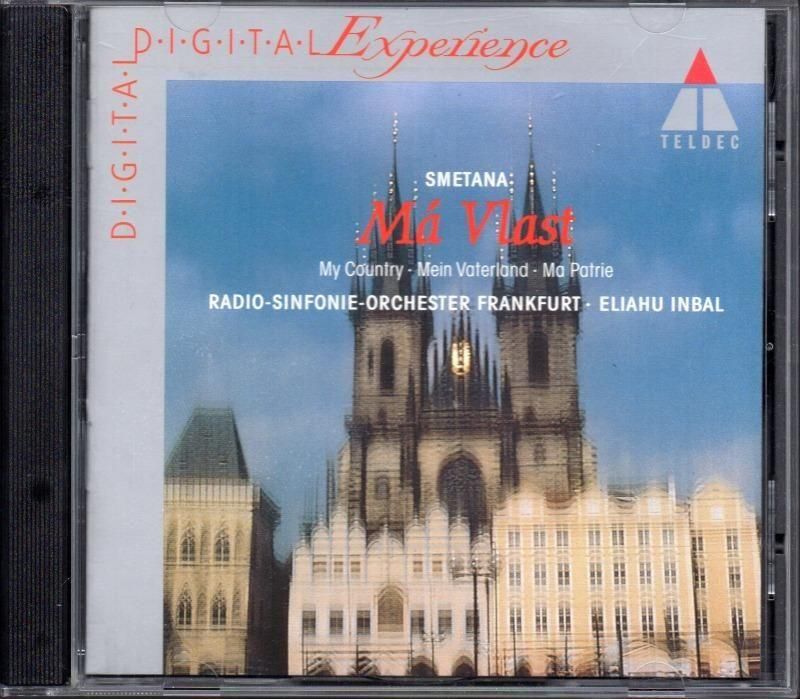 D·I·G·I·T·A·L Experience
D·I·G·I·T·A·L
TELDEC
SMETANA
Má Vlast
My Country · Mein Vaterland · Ma Patrie
RADIO-SINFONIE-ORCHESTER FRANKFURT · ELIAHU INBAL